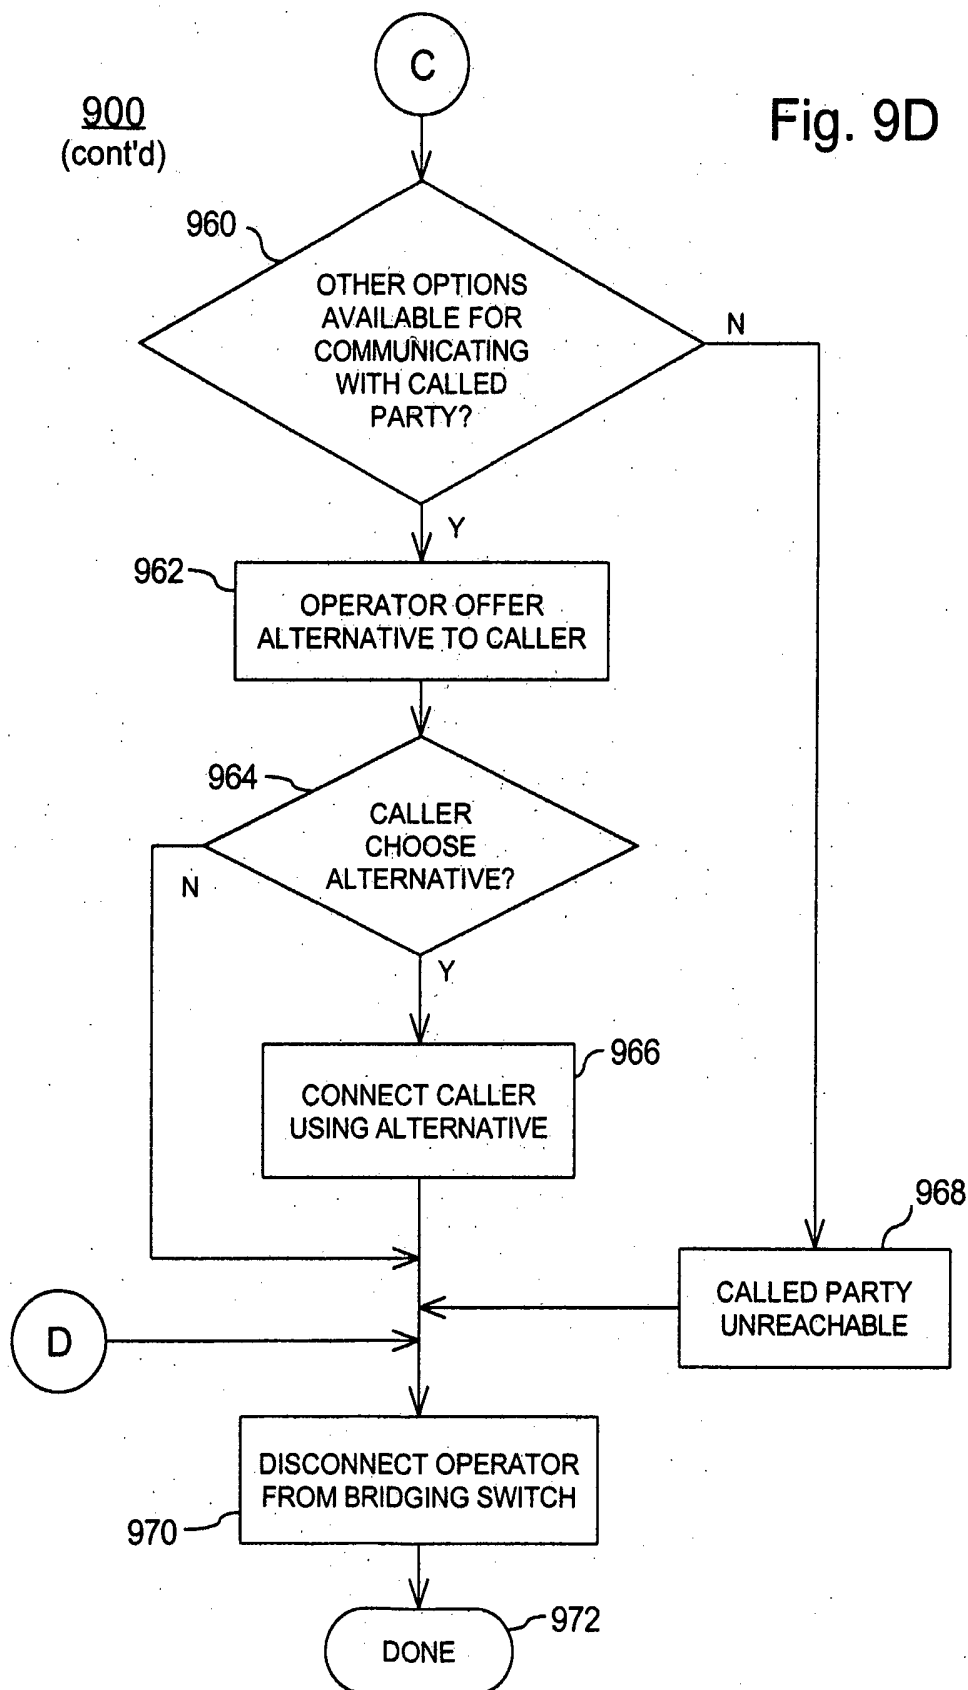 C
900
(cont'd)
Fig. 9D
960
OTHER OPTIONS
AVAILABLE FOR
COMMUNICATING
WITH CALLED
PARTY?
N
Y
962
OPERATOR OFFER
ALTERNATIVE TO CALLER
964
CALLER
CHOOSE
ALTERNATIVE?
N
Y
966
CONNECT CALLER
USING ALTERNATIVE
968
CALLED PARTY
UNREACHABLE
D
DISCONNECT OPERATOR
FROM BRIDGING SWITCH
970
972
DONE